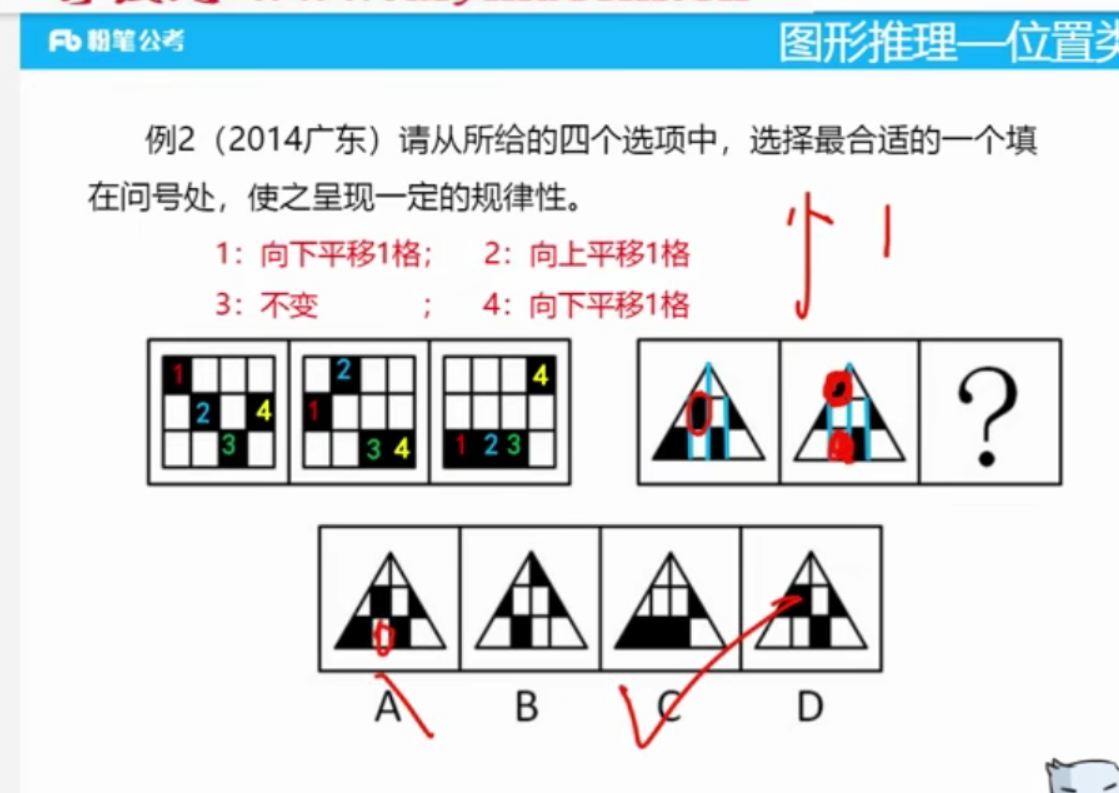 粉笔公考
图形推理—位置类
例2（2014广东）请从所给的四个选项中，选择最合适的一个填
在问号处，使之呈现一定的规律性。
1：向下平移1格； 2：向上平移1格
3：不变 ； 4：向下平移1格
1 2 4
2 1 4
3 3 4 1 2 3
?
A B C D